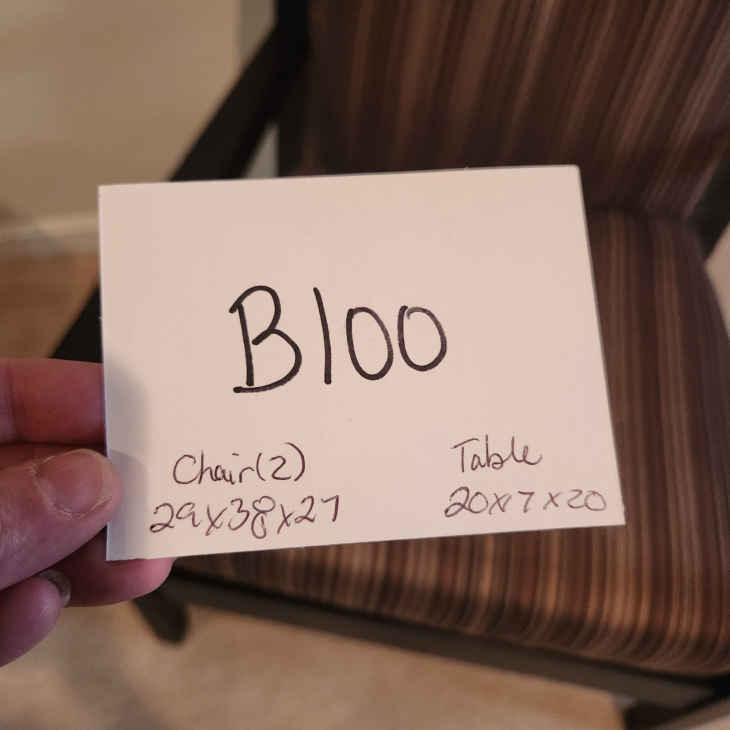 B100
Chair(2)
29x38x27
Table
20x7x20